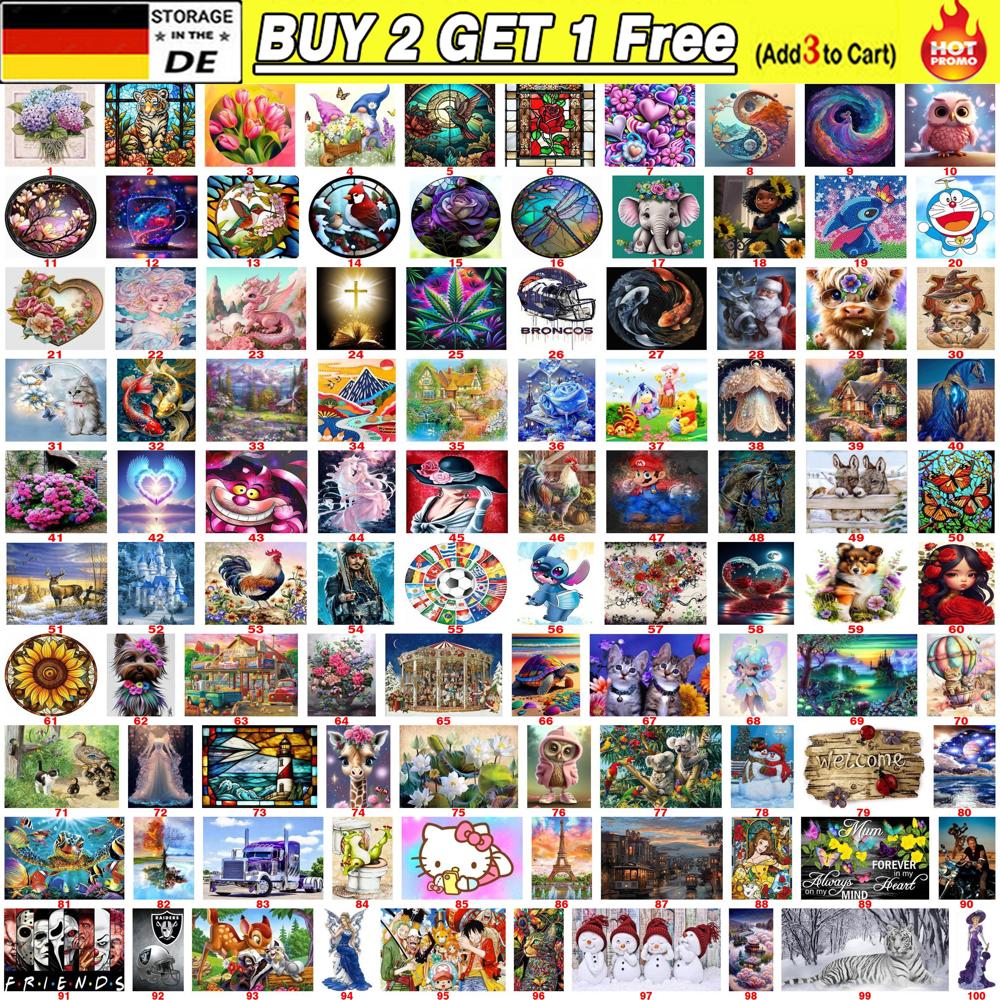 STORAGE
★ IN THE ★
DE
BUY 2 GET 1 Free
(Add 3 to Cart)
HOT
PROMO
1 2 3 4 5 6 7 8 9 10
11 12 13 14 15 16 17 18 19 20
BRONCOS
21 22 23 24 25 26 27 28 29 30
31 32 33 34 35 36 37 38 39 40
41 42 43 44 45 46 47 48 49 50
51 52 53 54 55 56 57 58 59 60
61 62 63 64 65 66 67 68 69 70
Welcome
71 72 73 74 75 76 77 78 79 80
Mum
FOREVER
in my
Always Heart
on my
MIND
81 82 83 84 85 86 87 88 89 90
RAIDERS
F·R·I·E·N·D·S
91 92 93 94 95 96 97 98 99 100